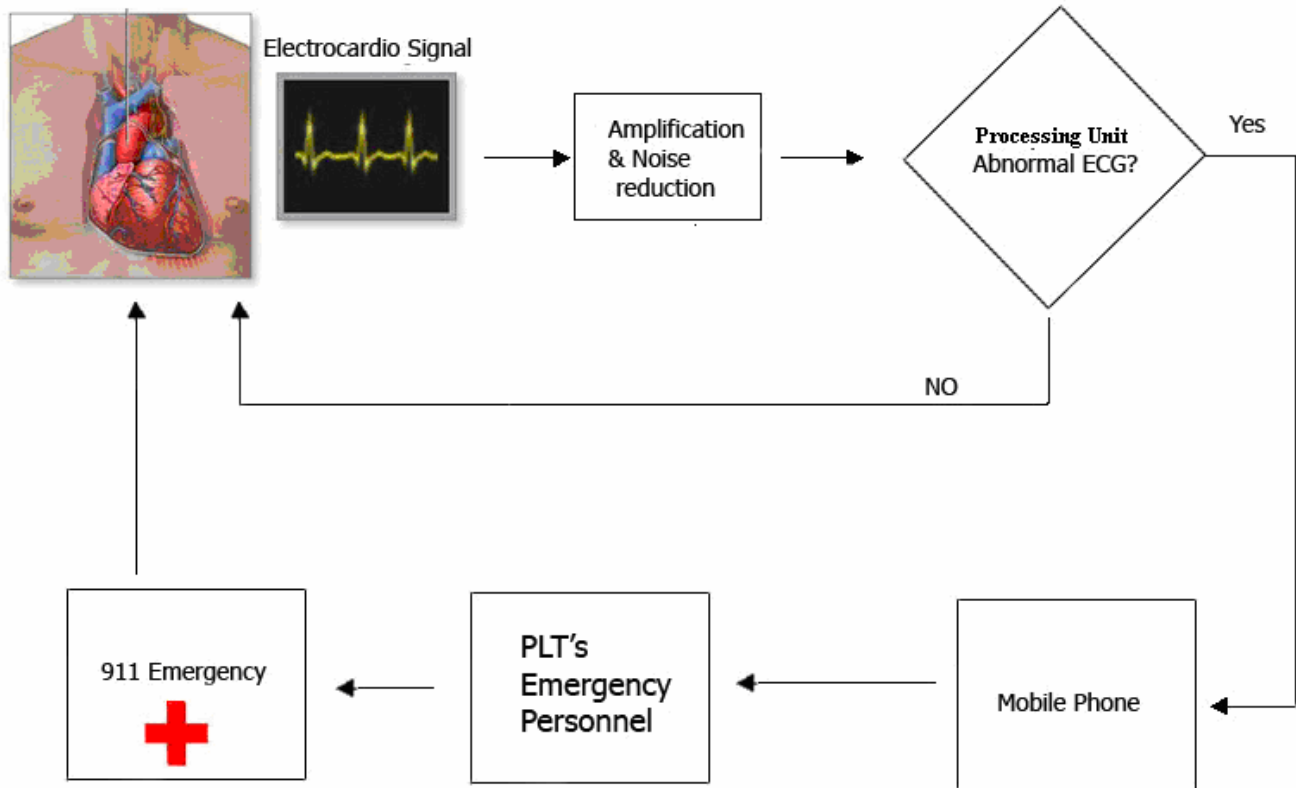 Electrocardio Signal
Amplification
& Noise
reduction
Processing Unit
Abnormal ECG?
Yes
NO
911 Emergency
PLT’s
Emergency
Personnel
Mobile Phone